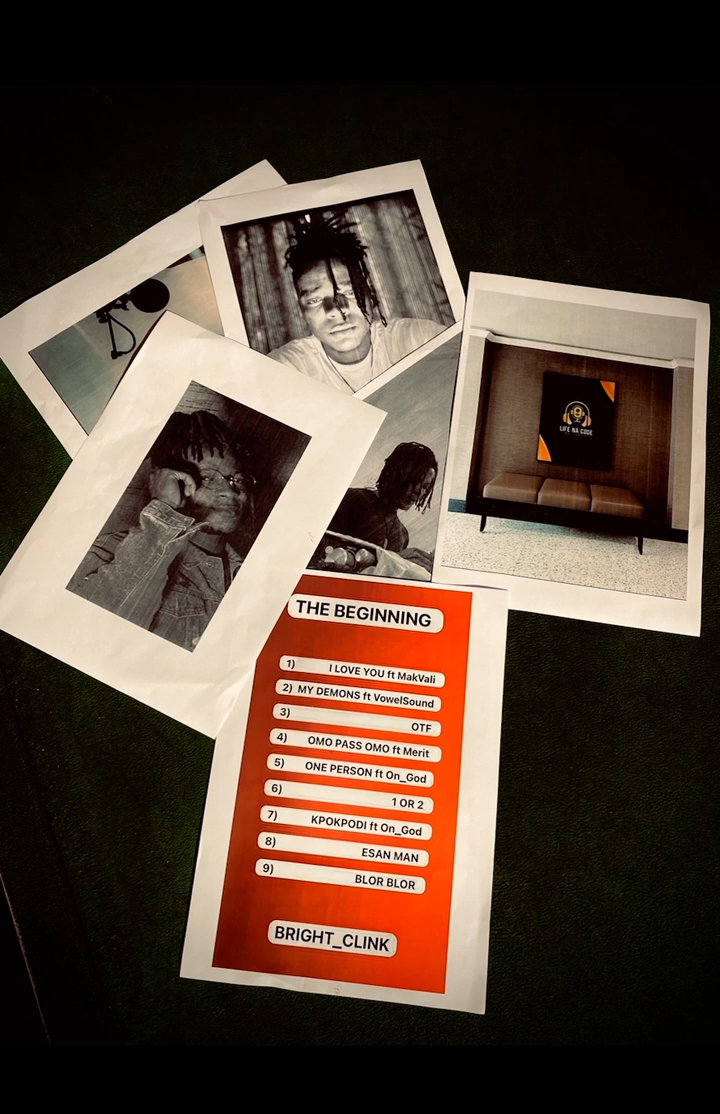 LIFE NA CODE
THE BEGINNING
1) I LOVE YOU ft MakVali
2) MY DEMONS ft VowelSound
3) OTF
4) OMO PASS OMO ft Merit
5) ONE PERSON ft On_God
6) 1 OR 2
7) KPOKPODI ft On_God
8) ESAN MAN
9) BLOR BLOR
BRIGHT_CLINK